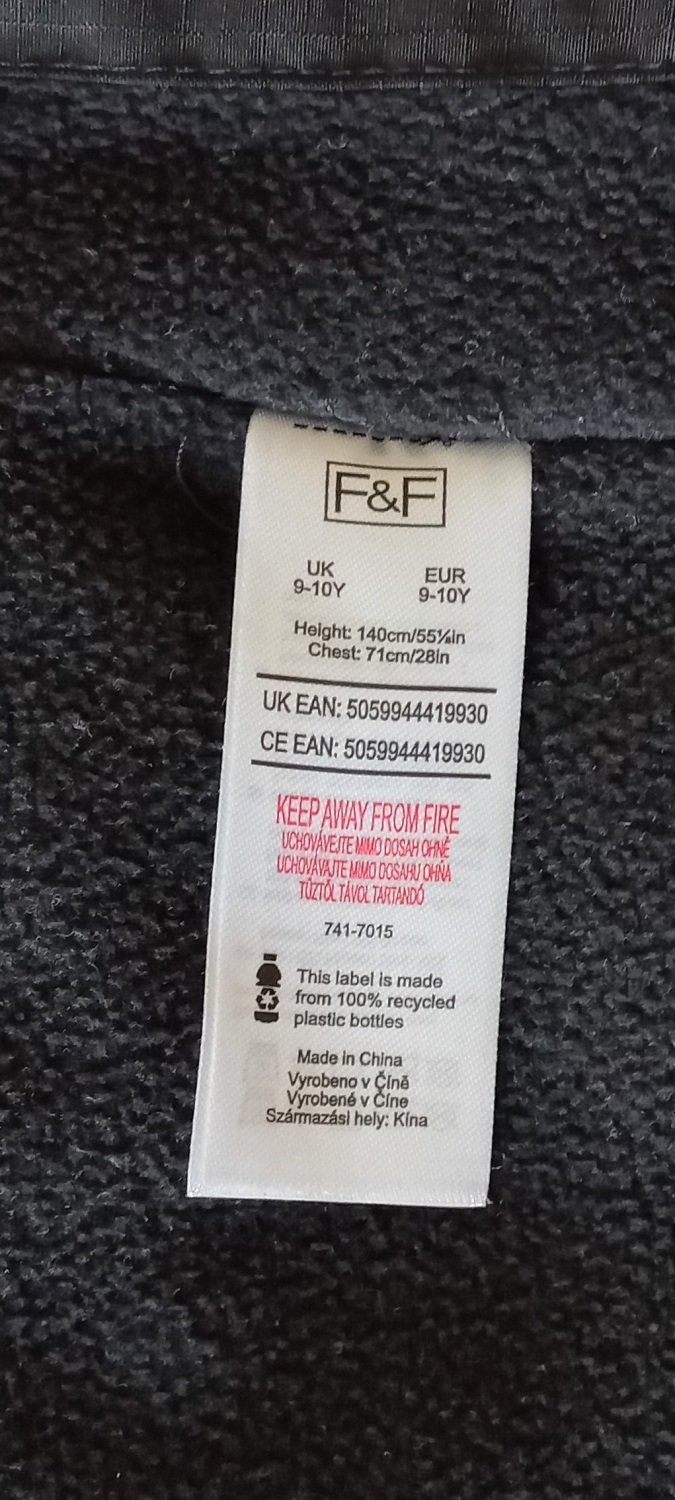 F&F
UK
9-10Y
EUR
9-10Y
Height: 140cm/55¼in
Chest: 71cm/28in
UK EAN: 5059944419930
CE EAN: 5059944419930
KEEP AWAY FROM FIRE
UCHOVÁVEJTE MIMO DOSAH OHNĚ
UCHOVÁVAJTE MIMO DOSAHU OHŇA
TŰZTŐL TÁVOL TARTANDÓ
741-7015
This label is made
from 100% recycled
plastic bottles
Made in China
Vyrobeno v Číně
Vyrobené v Číne
Származási hely: Kína